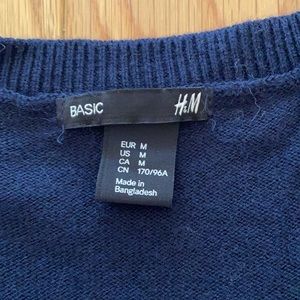 BASIC H&M
EUR M
US M
CA M
CN 170/96A
Made in
Bangladesh